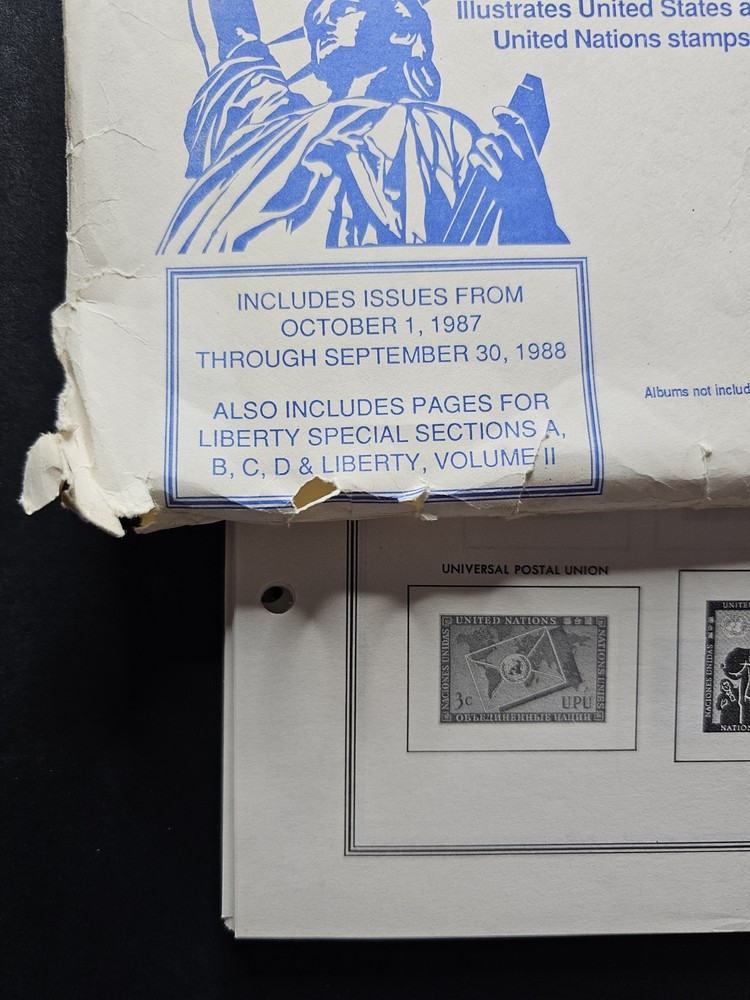 Illustrates United States a
United Nations stamps
INCLUDES ISSUES FROM
OCTOBER 1, 1987
THROUGH SEPTEMBER 30, 1988
ALSO INCLUDES PAGES FOR
LIBERTY SPECIAL SECTIONS A,
B, C, D & LIBERTY, VOLUME II
Albums not includ
UNIVERSAL POSTAL UNION
UNITED NATIONS
NACIONES UNIDAS
NATIONS UNIES
3c
UPU
ОБЪЕДИНЕННЫЕ НАЦИИ
UNITE
NACIONES UNIDAS
NATION